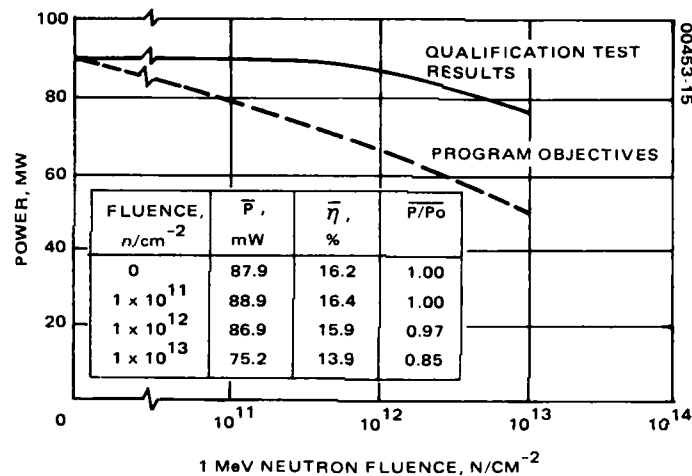 100
80
60
40
20
0
POWER, MW
QUALIFICATION TEST
RESULTS
PROGRAM OBJECTIVES
00453-15
FLUENCE, P̅ , η̅ , P/Po
n/cm⁻² mW %
0 87.9 16.2 1.00
1 x 10¹¹ 88.9 16.4 1.00
1 x 10¹² 86.9 15.9 0.97
1 x 10¹³ 75.2 13.9 0.85
10¹¹ 10¹² 10¹³ 10¹⁴
1 MeV NEUTRON FLUENCE, N/CM⁻²